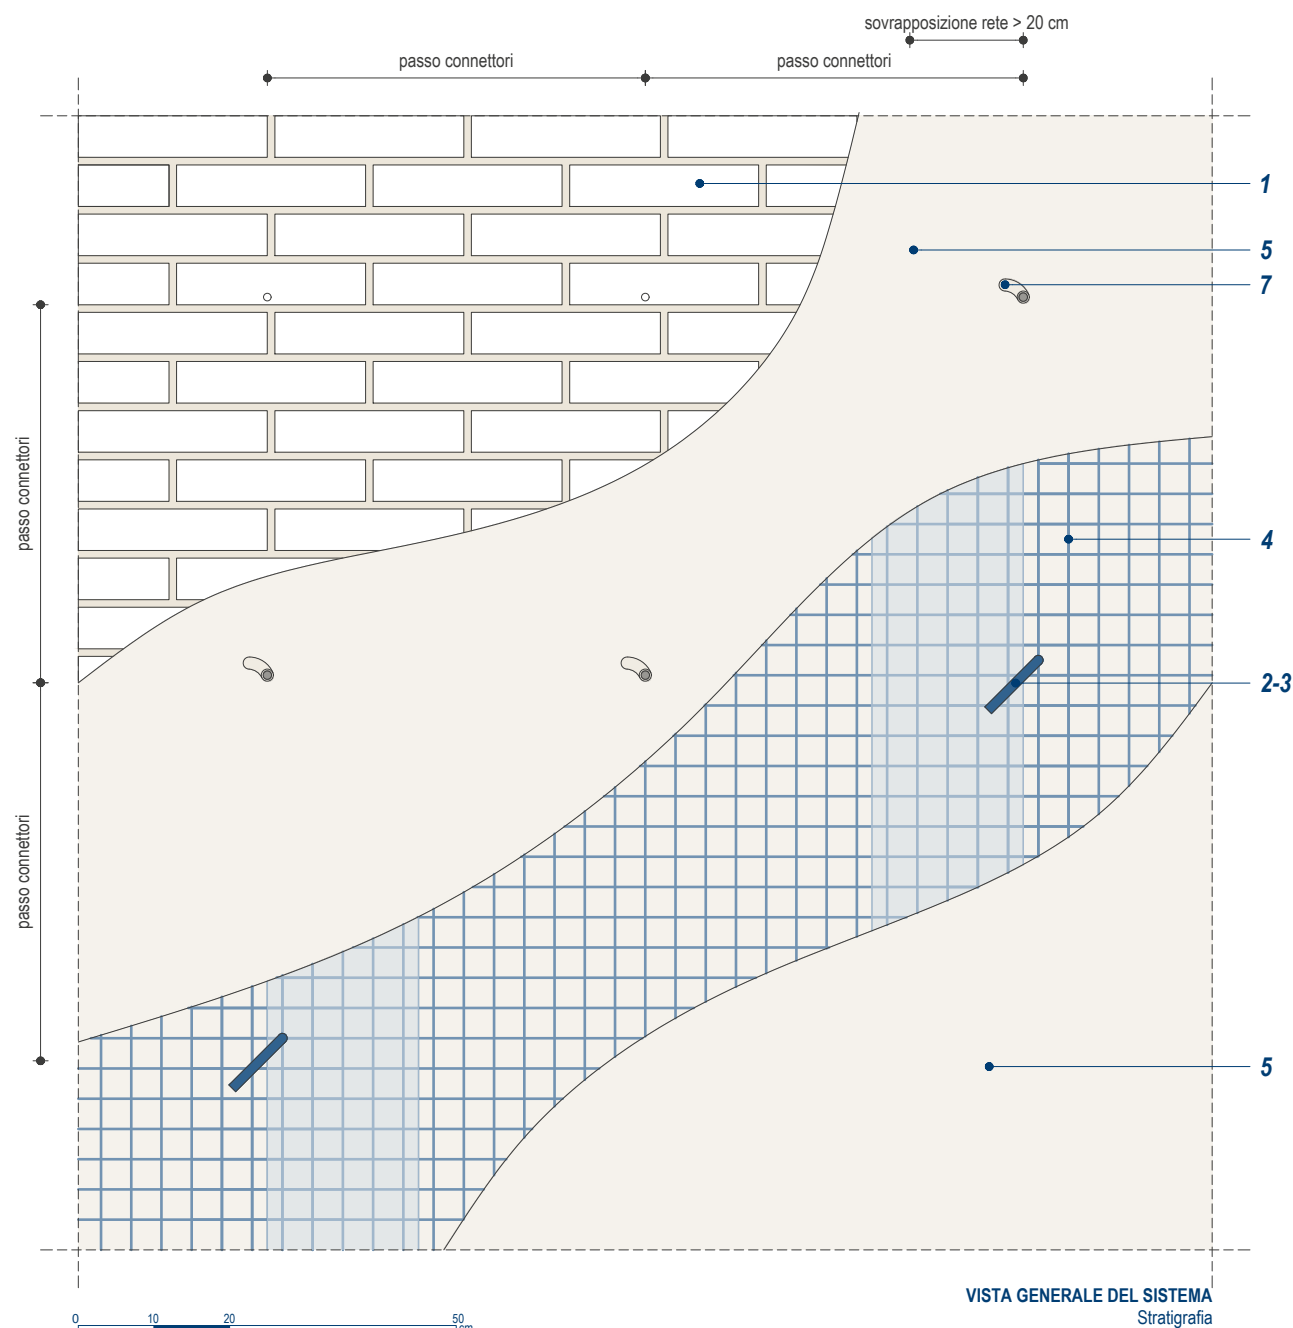 sovrapposizione rete > 20 cm
passo connettori
passo connettori
1
5
7
passo connettori
4
2-3
passo connettori
5
VISTA GENERALE DEL SISTEMA
Stratigrafia
0 10 20 50
cm